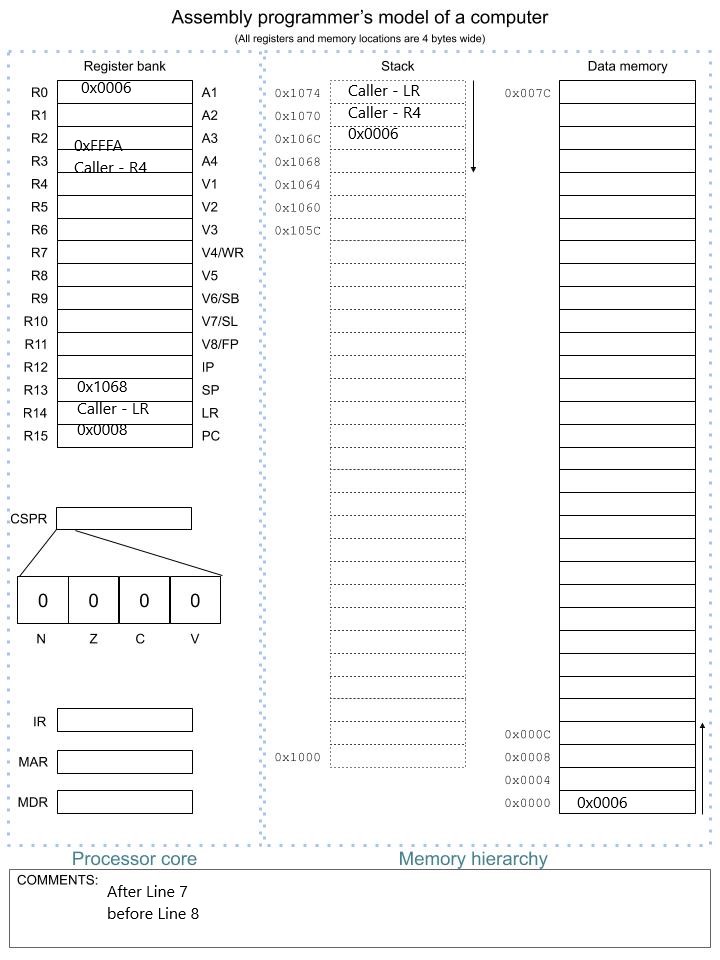 Assembly programmer's model of a computer
(All registers and memory locations are 4 bytes wide)
Register bank
Stack
Data memory
R0 0x0006 A1
R1 A2
R2 A3
0xFFFA
R3 A4
Caller - R4
R4 V1
R5 V2
R6 V3
R7 V4/WR
R8 V5
R9 V6/SB
R10 V7/SL
R11 V8/FP
R12 IP
R13 0x1068 SP
R14 Caller - LR LR
R15 0x0008 PC
CSPR
0 0 0 0
N Z C V
IR
MAR
MDR
0x1074 Caller - LR
0x1070 Caller - R4
0x106C 0x0006
0x1068
0x1064
0x1060
0x105C
0x1000
0x007C
0x000C
0x0008
0x0004
0x0000 0x0006
Processor core
Memory hierarchy
COMMENTS:
After Line 7
before Line 8